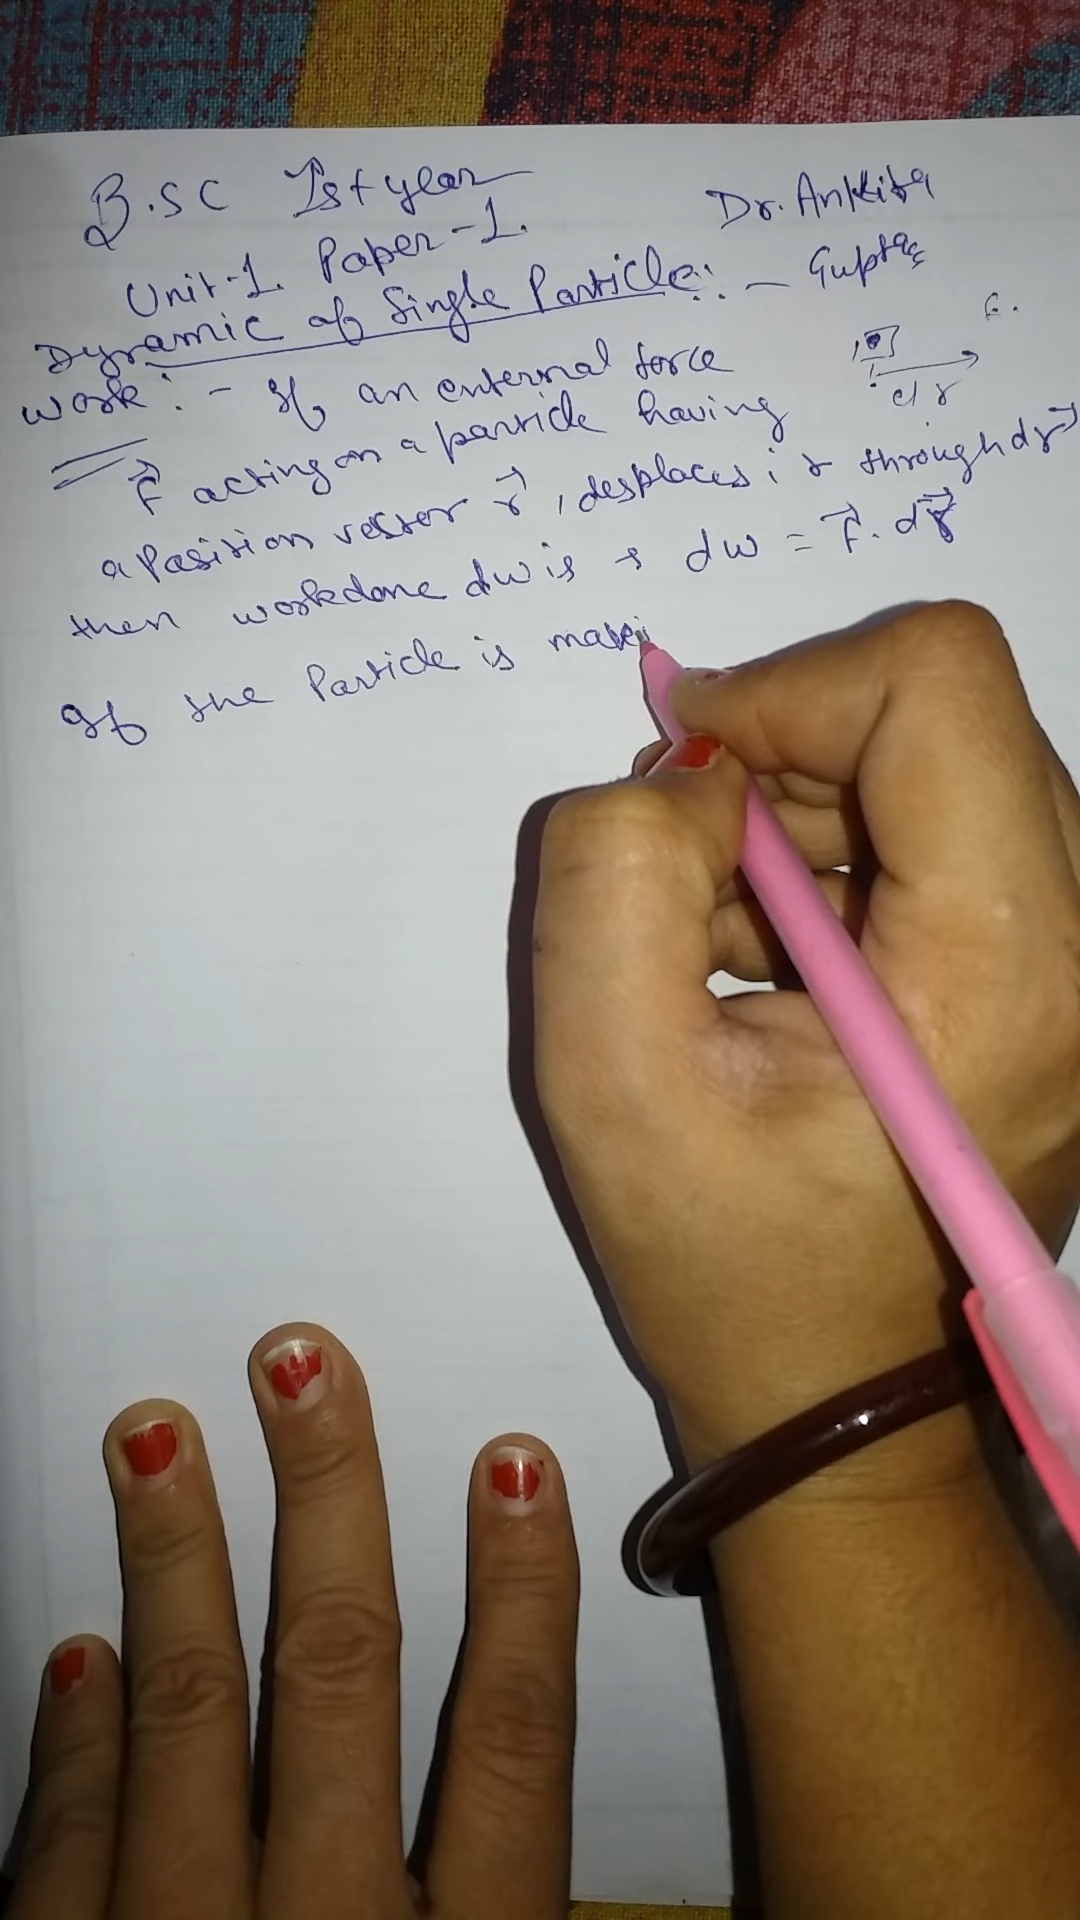 B.SC Ist year
Dr. Ankita
Unit-1. Paper-1.
Gupta
Dynamic of Single Particle:-
F.
dr
work:- If an external force
F⃗ acting on a particle having
a Position vector r⃗, desplaces it through dr⃗
then workdone dw is dw = F⃗. dr⃗
If the Particle is